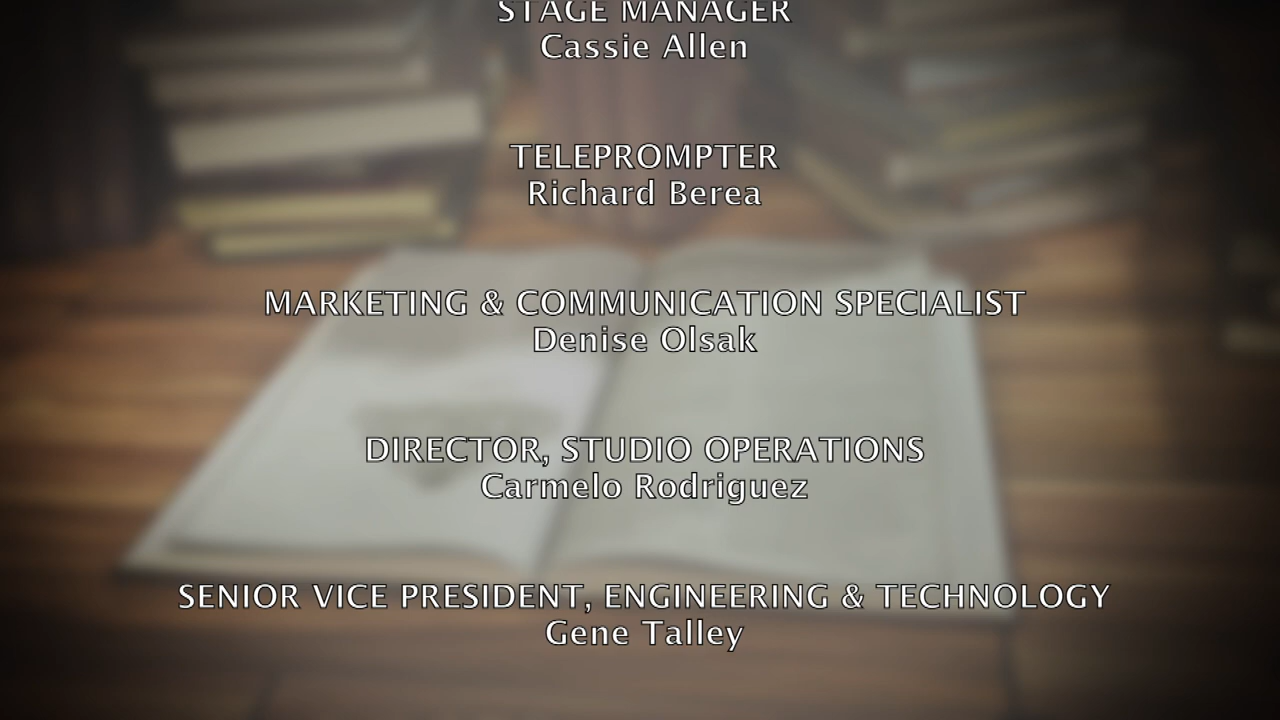 STAGE MANAGER
Cassie Allen
TELEPROMPTER
Richard Berea
MARKETING & COMMUNICATION SPECIALIST
Denise Olsak
DIRECTOR, STUDIO OPERATIONS
Carmelo Rodriguez
SENIOR VICE PRESIDENT, ENGINEERING & TECHNOLOGY
Gene Talley